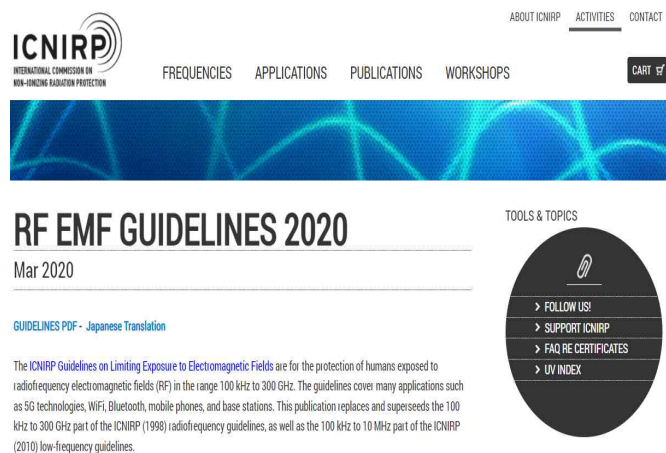 ABOUT ICNIRP ACTIVITIES CONTACT
ICNIRP
INTERNATIONAL COMMISSION ON
NON-IONIZING RADIATION PROTECTION
FREQUENCIES APPLICATIONS PUBLICATIONS WORKSHOPS
CART
RF EMF GUIDELINES 2020
Mar 2020
GUIDELINES PDF - Japanese Translation
The ICNIRP Guidelines on Limiting Exposure to Electromagnetic Fields are for the protection of humans exposed to
radiofrequency electromagnetic fields (RF) in the range 100 kHz to 300 GHz. The guidelines cover many applications such
as 5G technologies, WiFi, Bluetooth, mobile phones, and base stations. This publication replaces and superseeds the 100
kHz to 300 GHz part of the ICNIRP (1998) radiofrequency guidelines, as well as the 100 kHz to 10 MHz part of the ICNIRP
(2010) low-frequency guidelines.
TOOLS & TOPICS
> FOLLOW US!
> SUPPORT ICNIRP
> FAQ RE CERTIFICATES
> UV INDEX